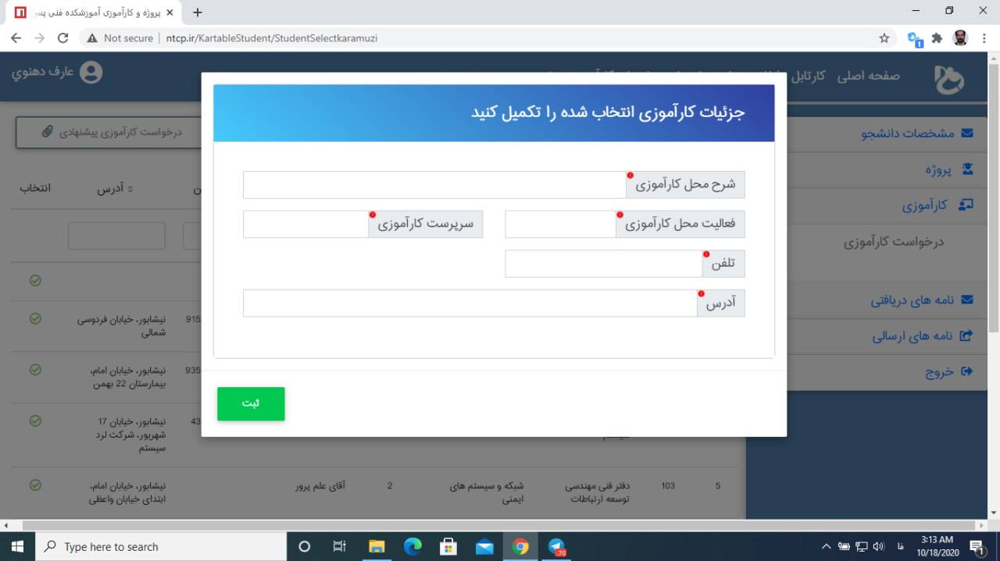 پروژه و کارآموزی آموزشکده فنی پسر
Not secure
ntcp.ir/KartableStudent/StudentSelectkaramuzi
1
صفحه اصلی
کارتابل
عارف دهنوي
جزئیات کارآموزی انتخاب شده را تکمیل کنید
درخواست کارآموزی پیشنهادی
مشخصات دانشجو
پروژه
کارآموزی
درخواست کارآموزی
نامه های دریافتی
نامه های ارسالی
خروج
شرح محل کارآموزی
فعالیت محل کارآموزی
سرپرست کارآموزی
تلفن
آدرس
ثبت
آدرس
انتخاب
915
نیشابور، خیابان فردوسی
شمالی
935
نیشابور، خیابان امام،
بیمارستان 22 بهمن
43
نیشابور، خیابان 17
شهریور، شرکت لرد
سیستم
5
103
دفتر فنی مهندسی
توسعه ارتباطات
شبکه و سیستم های
ایمنی
2
آقای علم پرور
نیشابور، خیابان امام،
ابتدای خیابان واعظی
Type here to search
.70
فا
3:13 AM
10/18/2020
1